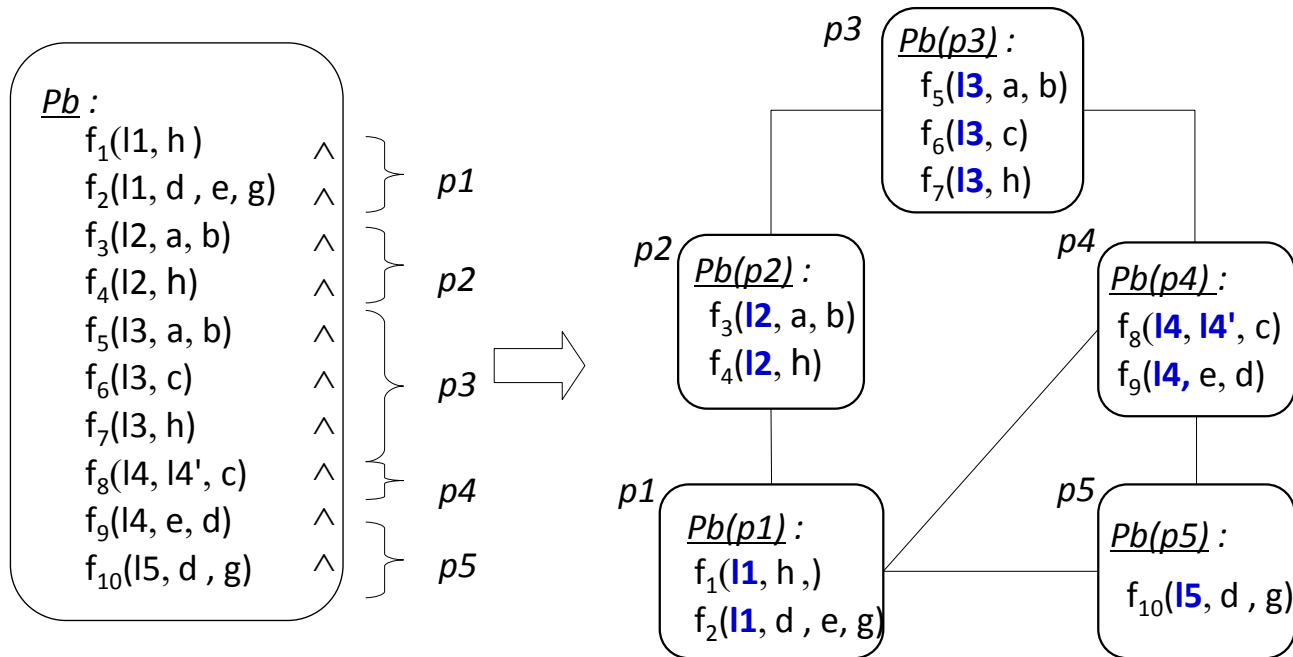 Pb :
f₁(l1, h ) ^
f₂(l1, d , e, g) ^
f₃(l2, a, b) ^
f₄(l2, h) ^
f₅(l3, a, b) ^
f₆(l3, c) ^
f₇(l3, h) ^
f₈(l4, l4', c) ^
f₉(l4, e, d) ^
f₁₀(l5, d , g) ^
p1
p2
p3
p4
p5
p3
Pb(p3) :
f₅(l3, a, b)
f₆(l3, c)
f₇(l3, h)
p2
Pb(p2) :
f₃(l2, a, b)
f₄(l2, h)
p4
Pb(p4) :
f₈(l4, l4', c)
f₉(l4, e, d)
p1
Pb(p1) :
f₁(l1, h ,)
f₂(l1, d , e, g)
p5
Pb(p5) :
f₁₀(l5, d , g)